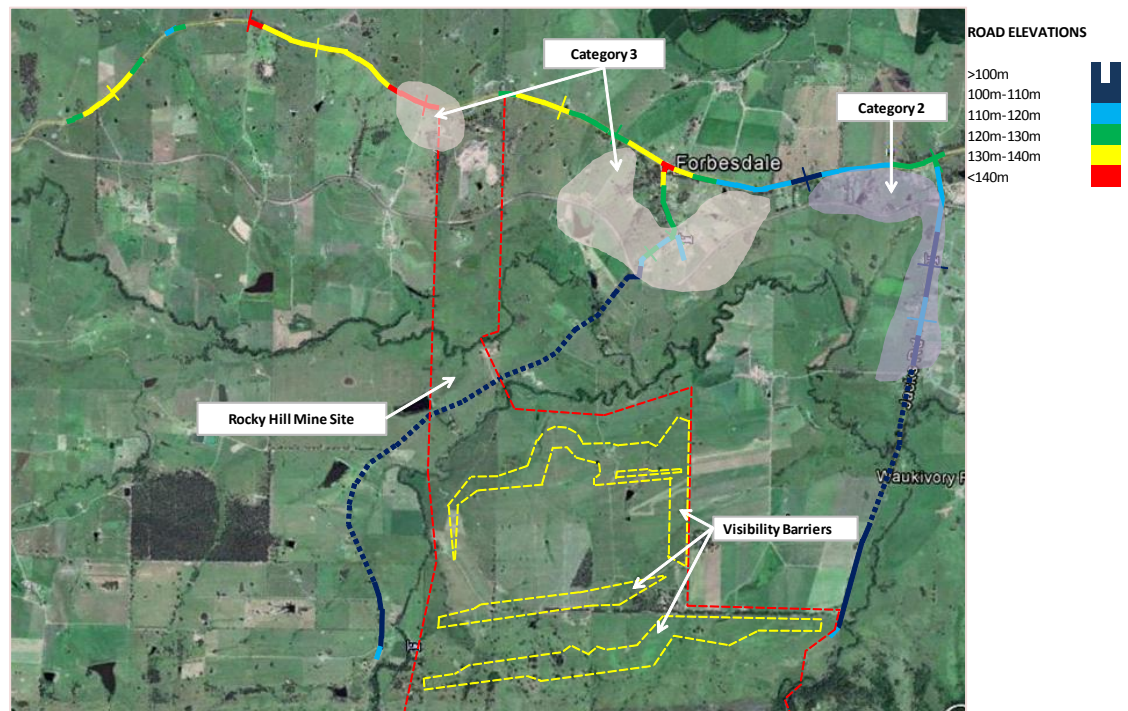 ROAD ELEVATIONS
Category 3
>100m
100m-110m
Category 2
110m-120m
120m-130m
130m-140m
<140m
Forbesdale
Rocky Hill Mine Site
Waukivory R
Visibility Barriers